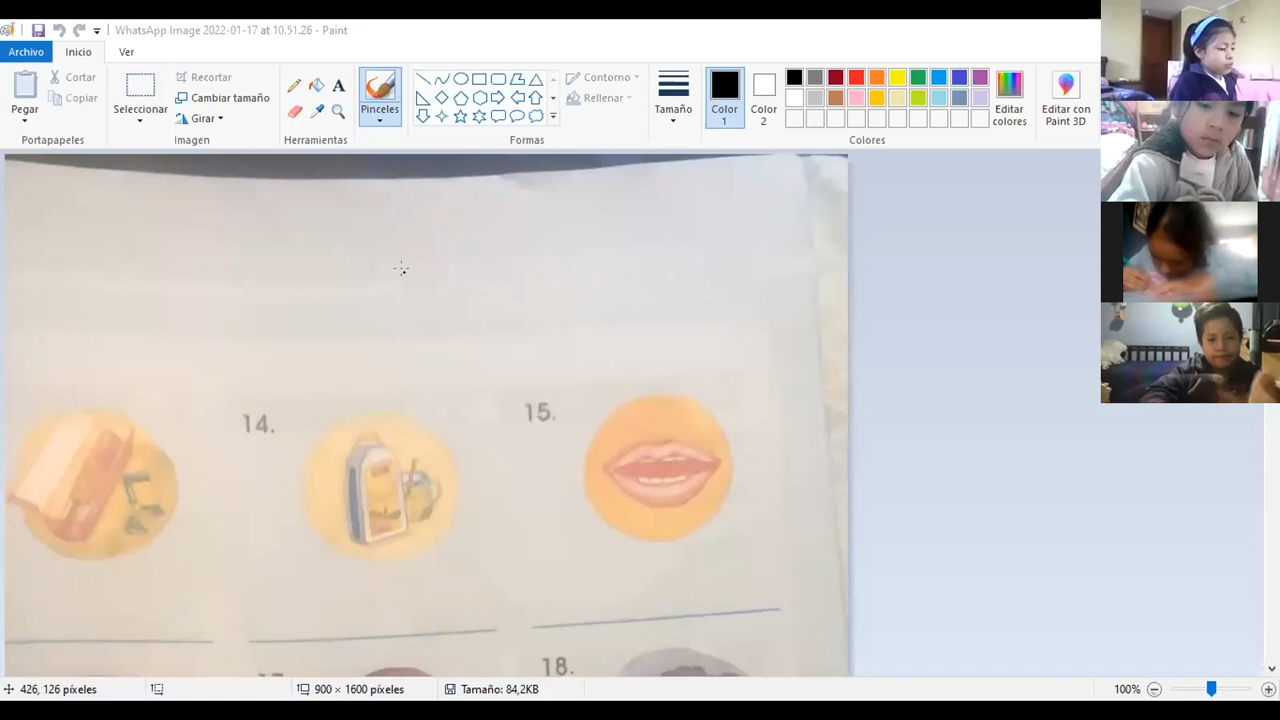 WhatsApp Image 2022-01-17 at 10.51.26 - Paint
Archivo Inicio Ver
Pegar
Cortar
Copiar
Portapapeles
Seleccionar
Recortar
Cambiar tamaño
Girar
Imagen
A
Herramientas
Pinceles
Contorno
Rellenar
Formas
Tamaño
Color 1
Color 2
Editar colores
Colores
Editar con Paint 3D
14.
15.
18.
426, 126 píxeles
900 × 1600 píxeles
Tamaño: 84,2KB
100%